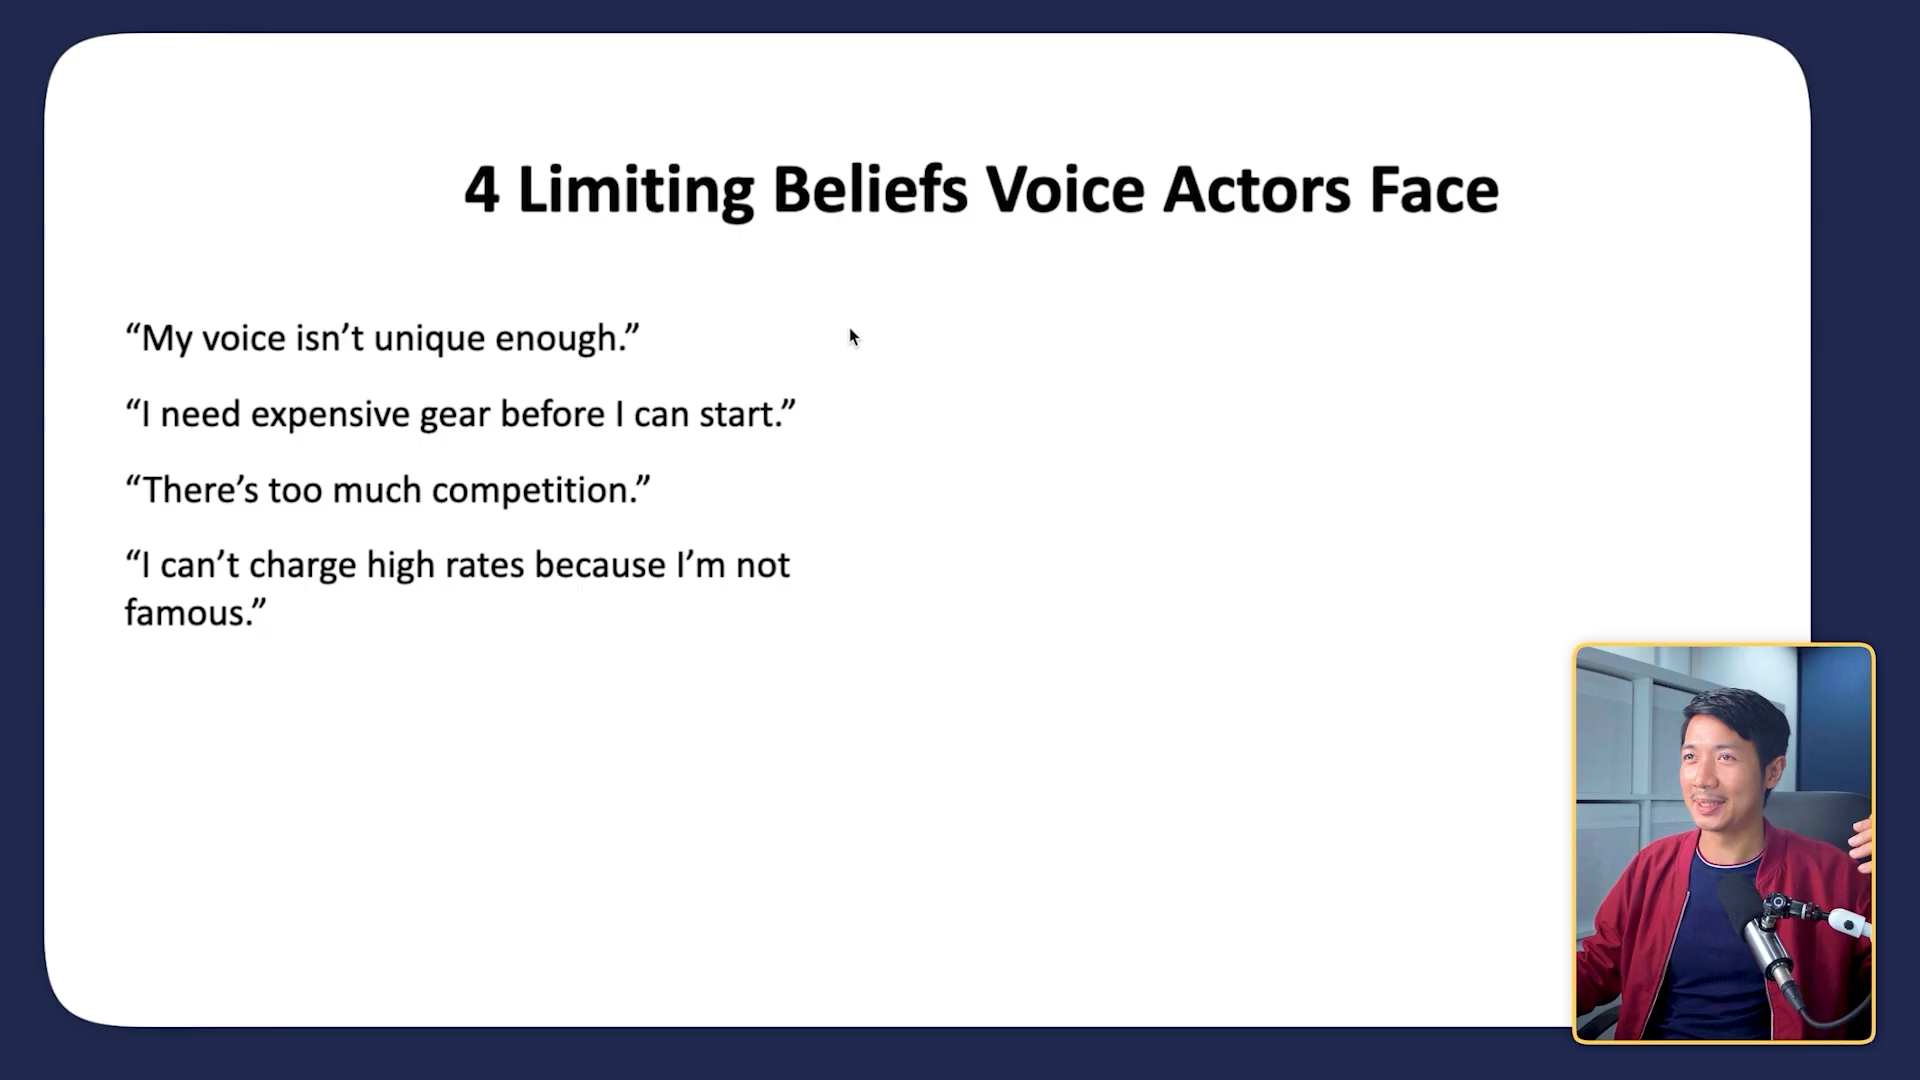 4 Limiting Beliefs Voice Actors Face
“My voice isn’t unique enough.”
“I need expensive gear before I can start.”
“There’s too much competition.”
“I can’t charge high rates because I’m not
famous.”